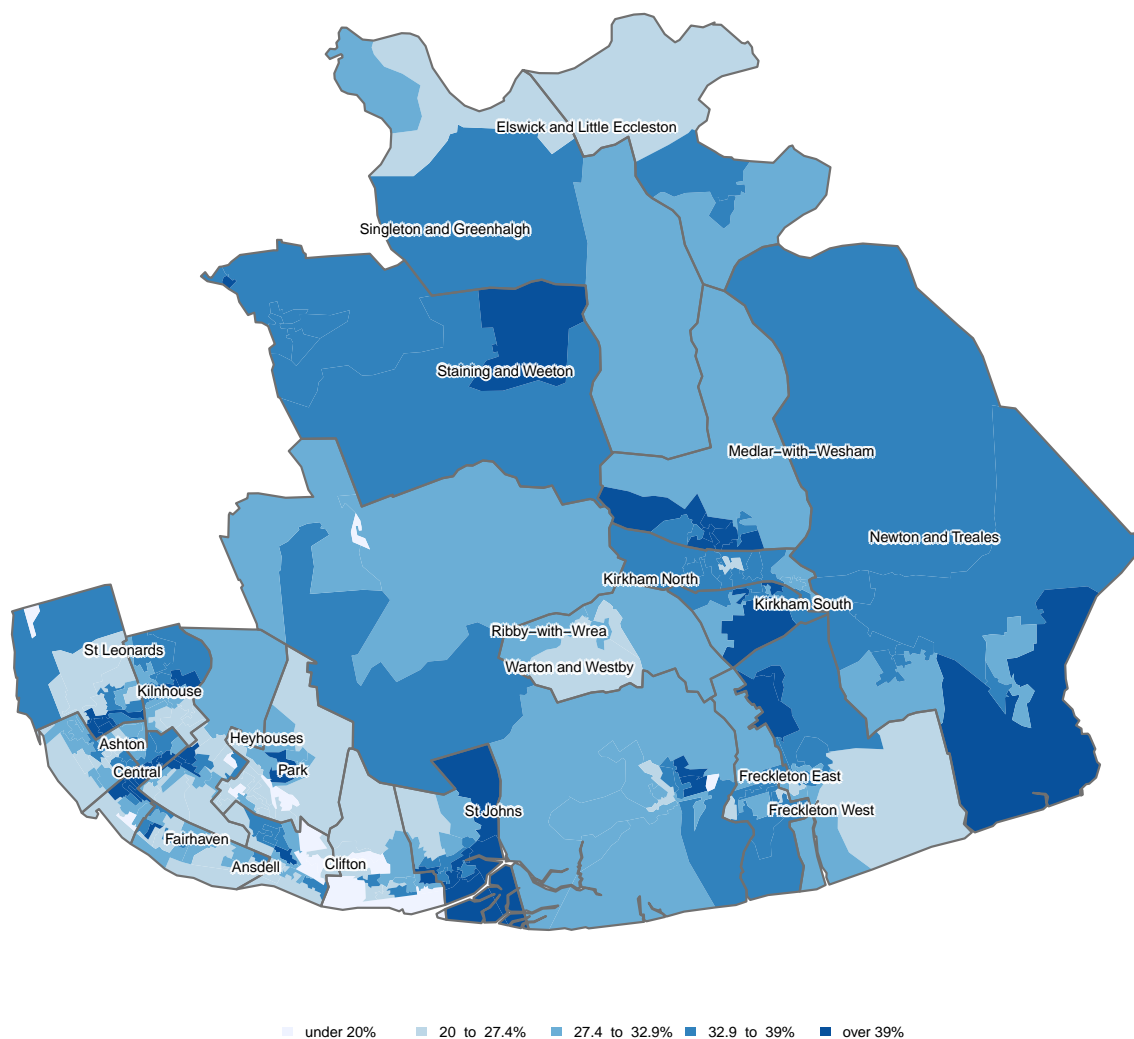 Elswick and Little Eccleston
Singleton and Greenhalgh
Staining and Weeton
Medlar−with−Wesham
Newton and Treales
Kirkham North
Kirkham South
Ribby−with−Wrea
St Leonards
Warton and Westby
Kilnhouse
Heyhouses
Ashton
Central
Park
Freckleton East
St Johns
Freckleton West
Fairhaven
Clifton
Ansdell
under 20%
20 to 27.4%
27.4 to 32.9%
32.9 to 39%
over 39%